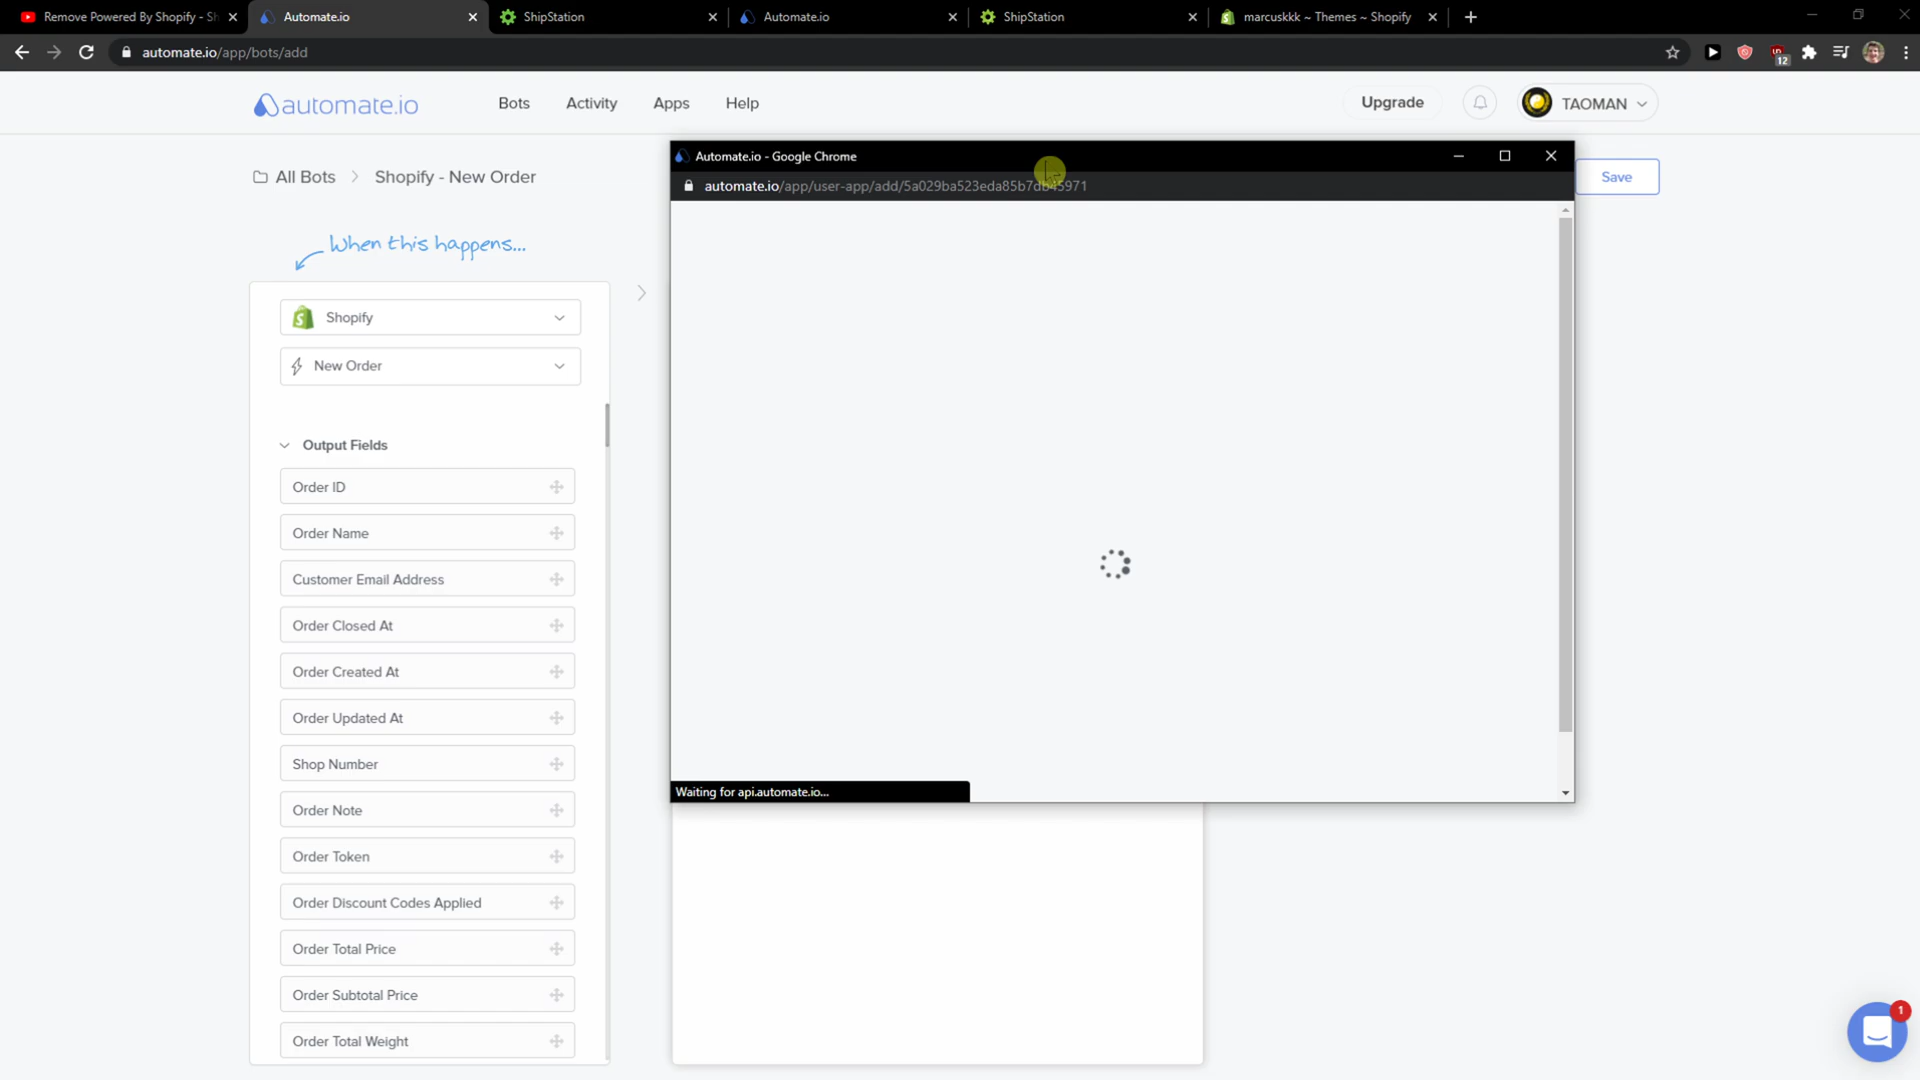 Remove Powered By Shopify - Sh
Automate.io
ShipStation
Automate.io
ShipStation
marcuskkk ~ Themes ~ Shopify
automate.io/app/bots/add
12
automate.io
Bots
Activity
Apps
Help
Upgrade
TAOMAN
All Bots
Shopify - New Order
Save
Automate.io - Google Chrome
automate.io/app/user-app/add/5a029ba523eda85b7db45971
When this happens...
Shopify
New Order
Output Fields
Order ID
Order Name
Customer Email Address
Order Closed At
Order Created At
Order Updated At
Shop Number
Order Note
Order Token
Order Discount Codes Applied
Order Total Price
Order Subtotal Price
Order Total Weight
Waiting for api.automate.io...
1